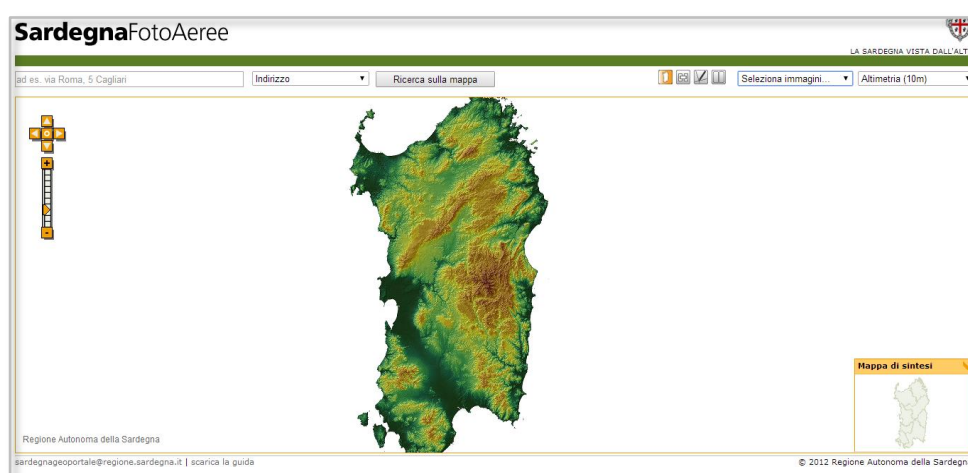 SardegnaFotoAeree
LA SARDEGNA VISTA DALL'ALT
ad es. via Roma, 5 Cagliari
Indirizzo
Ricerca sulla mappa
Seleziona immagini...
Altimetria (10m)
+
-
Mappa di sintesi
Regione Autonoma della Sardegna
sardegnageoportale@regione.sardegna.it | scarica la guida
© 2012 Regione Autonoma della Sardegn